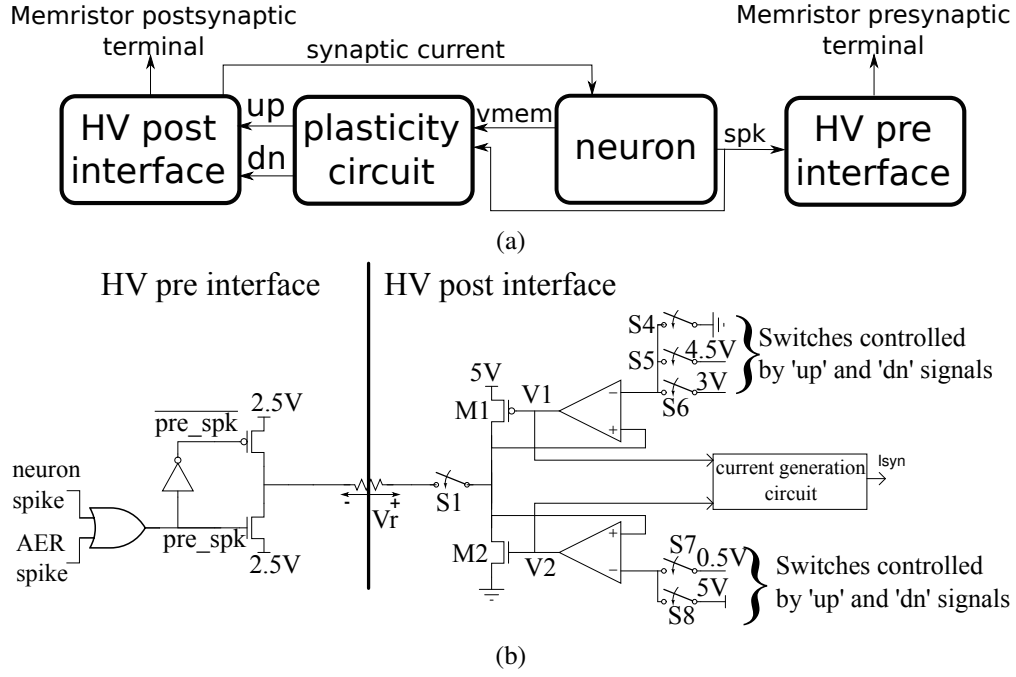 Memristor postsynaptic
terminal
Memristor presynaptic
terminal
synaptic current
HV post
interface
up
dn
plasticity
circuit
vmem
neuron
spk
HV pre
interface
(a)
HV pre interface
HV post interface
S4
S5
4.5V
S6
3V
Switches controlled
by 'up' and 'dn' signals
5V
M1
V1
-
+
2.5V
pre_spk
neuron
spike
AER
spike
pre_spk
2.5V
-
+
Vr
S1
current generation
circuit
Isyn
M2
V2
+
-
S7
0.5V
5V
S8
Switches controlled
by 'up' and 'dn' signals
(b)